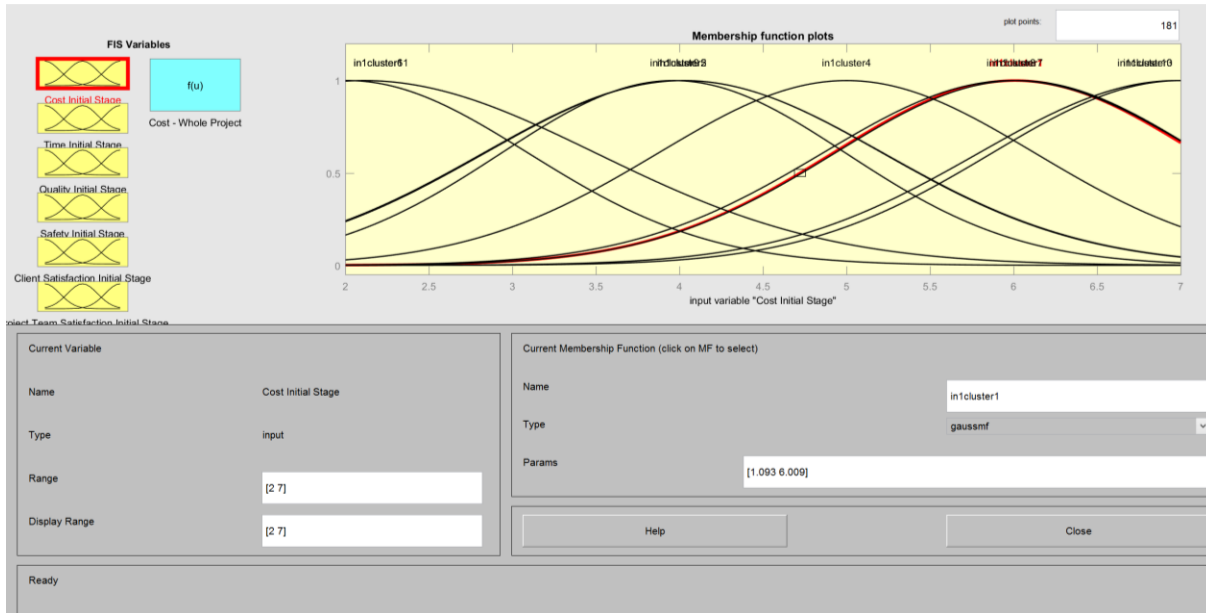 plot points:
181
FIS Variables
Membership function plots
f(u)
Cost Initial Stage
Cost - Whole Project
Time Initial Stage
Quality Initial Stage
Safety Initial Stage
Client Satisfaction Initial Stage
Team Satisfaction Initial Stage
in1cluster4
1
0.5
0
2 2.5 3 3.5 4 4.5 5 5.5 6 6.5 7
input variable "Cost Initial Stage"
Current Variable
Name Cost Initial Stage
Type input
Range [2 7]
Display Range [2 7]
Current Membership Function (click on MF to select)
Name in1cluster1
Type gaussmf
Params [1.093 6.009]
Help Close
Ready